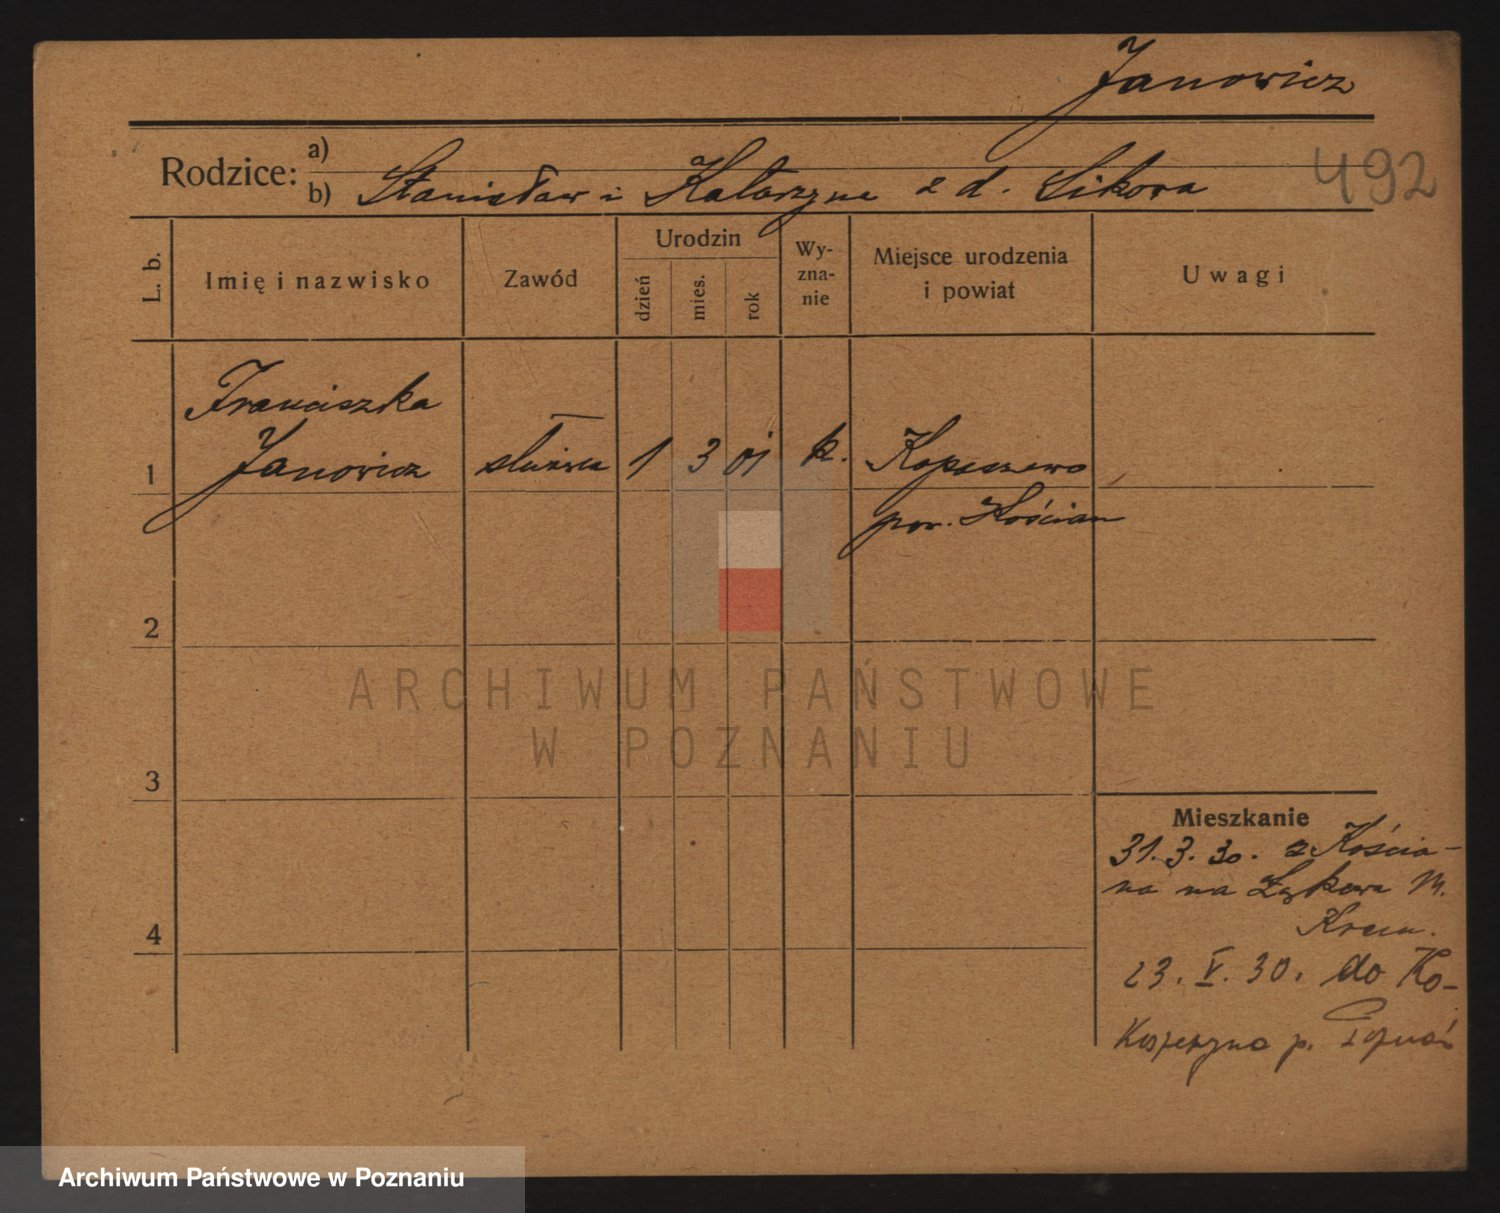 Janowicz
Rodzice:
a)
b) Stanisław i Katarzyna z d. Sikora
492
L. b.
Imię i nazwisko
Zawód
Urodzin
dzień
mies.
rok
Wy-
zna-
nie
Miejsce urodzenia
i powiat
Uwagi
Franciszka
1 Janowicz służąca 1 3 01 k. Kopaszewo
pow. Kościan
2
3
4
ARCHIWUM PAŃSTWOWE
W POZNANIU
Mieszkanie
31.3.30. z Kościa-
na na Łąkowa M.
23.V.30. do Ko-
p.
Archiwum Państwowe w Poznaniu